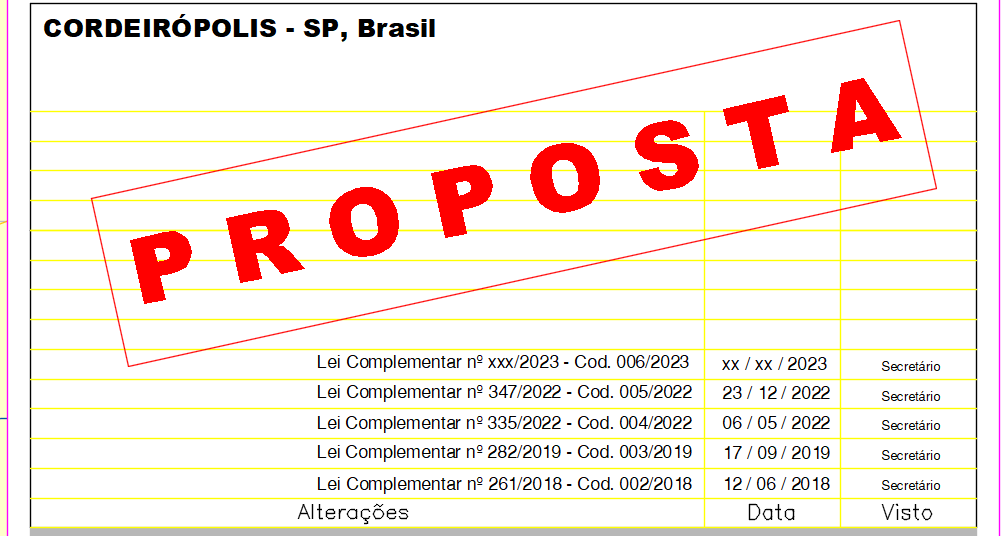 CORDEIRÓPOLIS - SP, Brasil
PROPOSTA
Lei Complementar nº xxx/2023 - Cod. 006/2023 xx / xx / 2023 Secretário
Lei Complementar nº 347/2022 - Cod. 005/2022 23 / 12 / 2022 Secretário
Lei Complementar nº 335/2022 - Cod. 004/2022 06 / 05 / 2022 Secretário
Lei Complementar nº 282/2019 - Cod. 003/2019 17 / 09 / 2019 Secretário
Lei Complementar nº 261/2018 - Cod. 002/2018 12 / 06 / 2018 Secretário
Alterações Data Visto